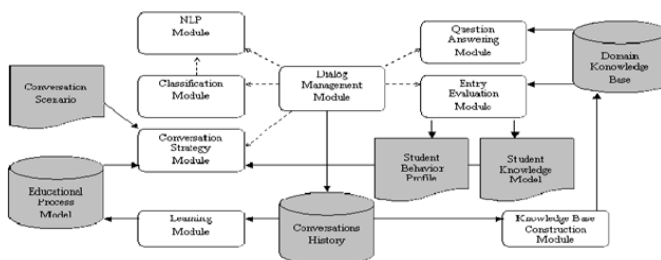 NLP
Module
Question
Answering
Module
Domain
Konowledge
Base
Conversation
Scenario
Classification
Module
Dialog
Management
Module
Entry
Evaluation
Module
Conversation
Strategy
Module
Student
Behavior
Profile
Student
Knowledge
Model
Educational
Process
Model
Learning
Module
Conversations
History
Knowledge Base
Construction
Module